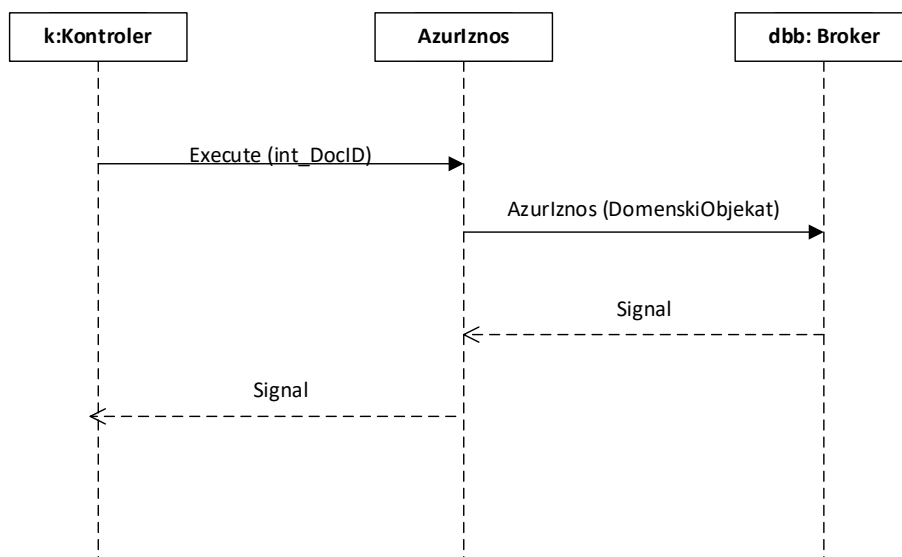 k:Kontroler
AzurIznos
dbb: Broker
Execute (int_DocID)
AzurIznos (DomenskiObjekat)
Signal
Signal